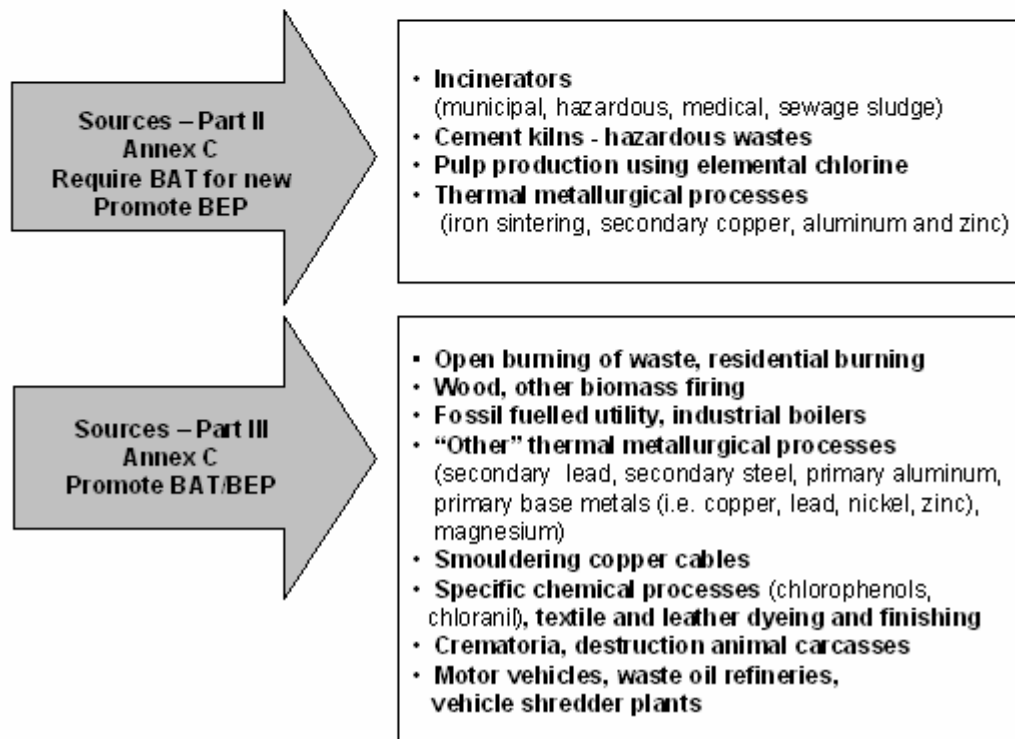 Sources – Part II
Annex C
Require BAT for new
Promote BEP
• Incinerators
(municipal, hazardous, medical, sewage sludge)
• Cement kilns - hazardous wastes
• Pulp production using elemental chlorine
• Thermal metallurgical processes
(iron sintering, secondary copper, aluminum and zinc)
Sources – Part III
Annex C
Promote BAT/BEP
• Open burning of waste, residential burning
• Wood, other biomass firing
• Fossil fuelled utility, industrial boilers
• “Other” thermal metallurgical processes
(secondary lead, secondary steel, primary aluminum,
primary base metals (i.e. copper, lead, nickel, zinc),
magnesium)
• Smouldering copper cables
• Specific chemical processes (chlorophenols,
chloranil), textile and leather dyeing and finishing
• Crematoria, destruction animal carcasses
• Motor vehicles, waste oil refineries,
vehicle shredder plants